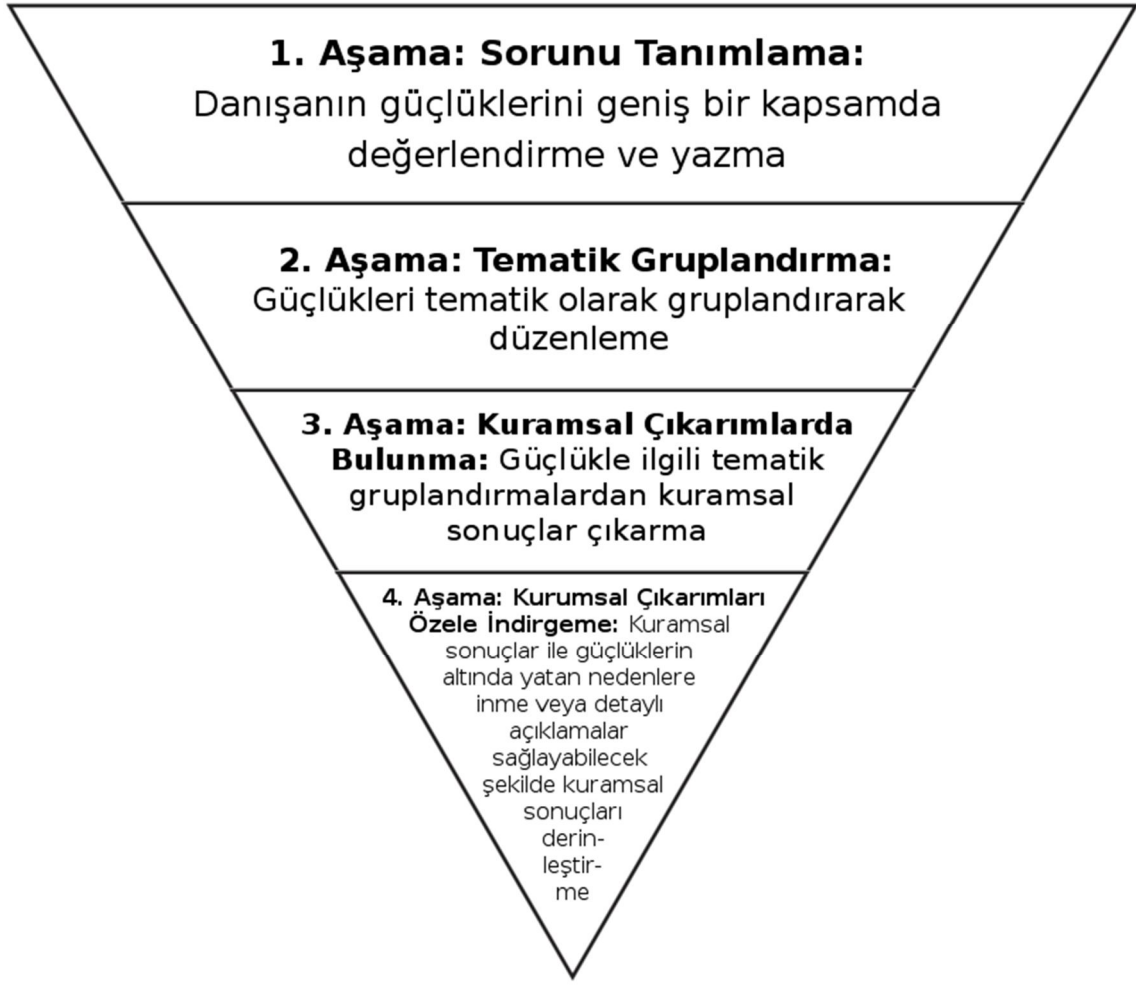 1. Aşama: Sorunu Tanımlama:
Danışanın güçlüklerini geniş bir kapsamda
değerlendirme ve yazma
2. Aşama: Tematik Gruplandırma:
Güçlükleri tematik olarak gruplandırarak
düzenleme
3. Aşama: Kuramsal Çıkarımlarda
Bulunma: Güçlükle ilgili tematik
gruplandırmalardan kuramsal
sonuçlar çıkarma
4. Aşama: Kurumsal Çıkarımları
Özele İndirgeme: Kuramsal
sonuçlar ile güçlüklerin
altında yatan nedenlere
inme veya detaylı
açıklamalar
sağlayabilecek
şekilde kuramsal
sonuçları
derin-
leştir-
me